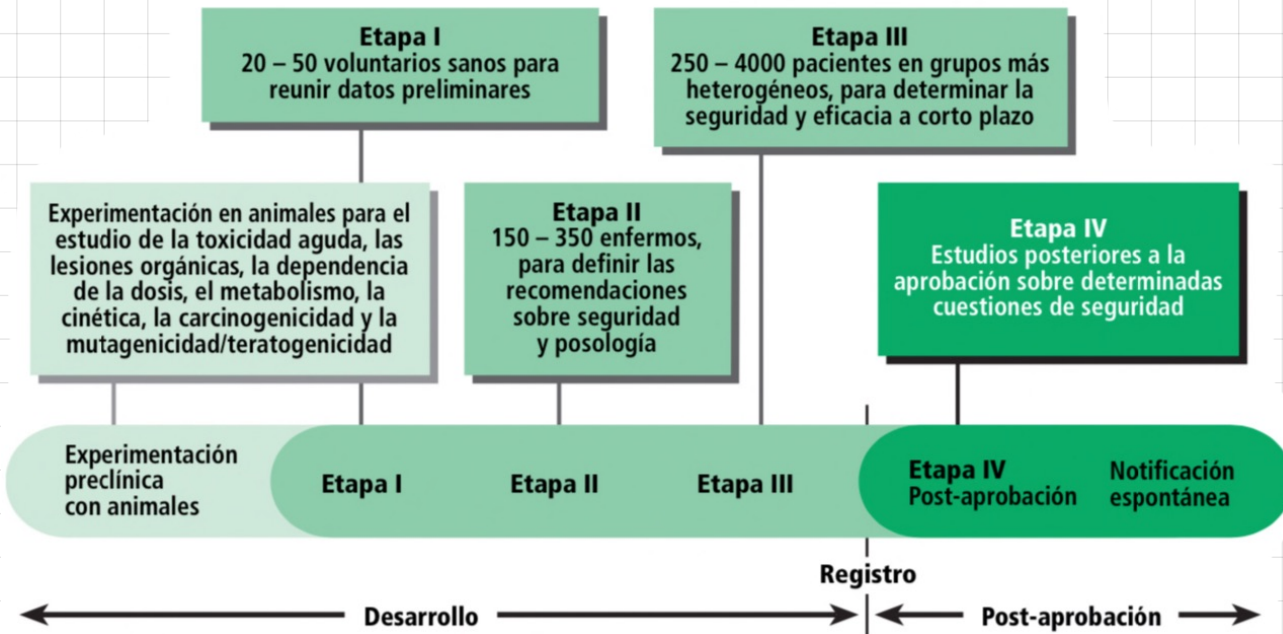 Etapa I
20 – 50 voluntarios sanos para
reunir datos preliminares
Etapa III
250 – 4000 pacientes en grupos más
heterogéneos, para determinar la
seguridad y eficacia a corto plazo
Experimentación en animales para el
estudio de la toxicidad aguda, las
lesiones orgánicas, la dependencia
de la dosis, el metabolismo, la
cinética, la carcinogenicidad y la
mutagenicidad/teratogenicidad
Etapa II
150 – 350 enfermos,
para definir las
recomendaciones
sobre seguridad
y posología
Etapa IV
Estudios posteriores a la
aprobación sobre determinadas
cuestiones de seguridad
Experimentación
preclínica
con animales
Etapa I
Etapa II
Etapa III
Etapa IV
Post-aprobación
Notificación
espontánea
Registro
Desarrollo
Post-aprobación